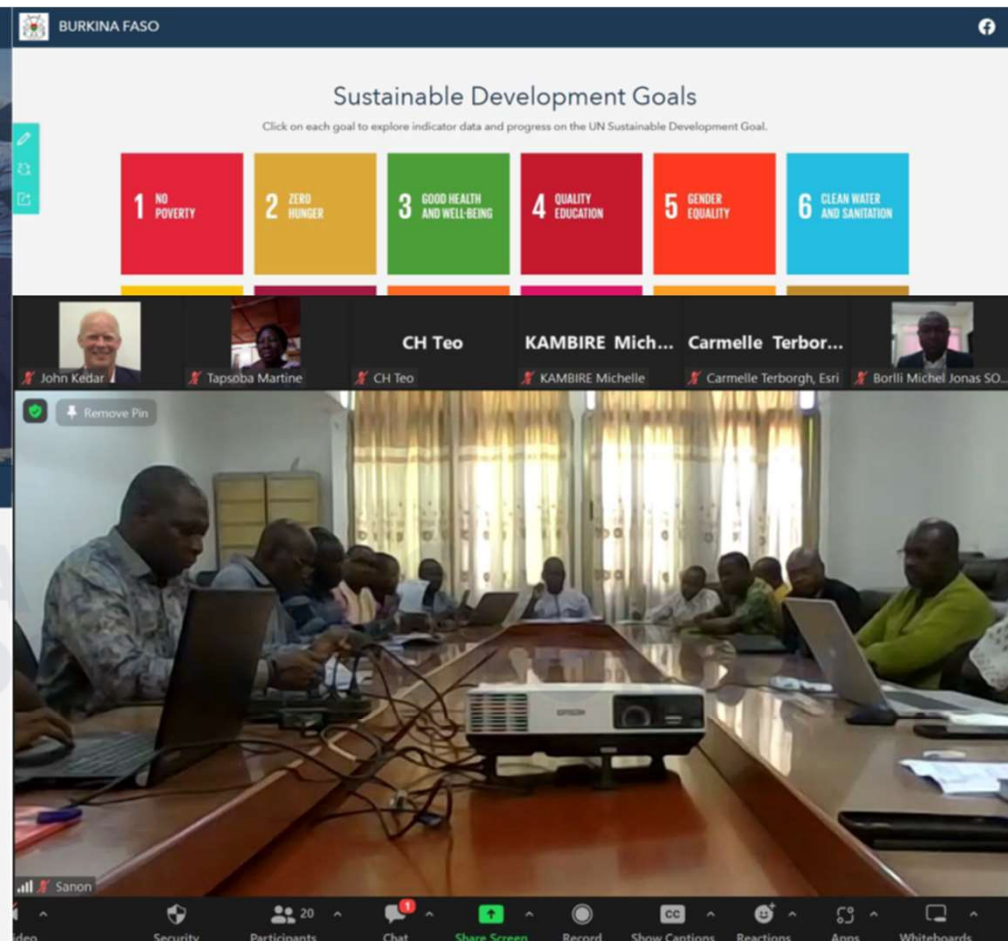 BURKINA FASO
Sustainable Development Goals
Click on each goal to explore indicator data and progress on the UN Sustainable Development Goal.
1 NO POVERTY
2 ZERO HUNGER
3 GOOD HEALTH AND WELL-BEING
4 QUALITY EDUCATION
5 GENDER EQUALITY
6 CLEAN WATER AND SANITATION
CH Teo
KAMBIRE Mich...
Carmelle Terbor...
John Kedar
Tapsoba Martine
CH Teo
KAMBIRE Michelle
Carmelle Terborgh, Esri
Borlli Michel Jonas SO...
Remove Pin
EPSON
Sanon
20
1
CC
deo
Security
Participants
Chat
Share Screen
Record
Show Captions
Reactions
Apps
Whiteboards